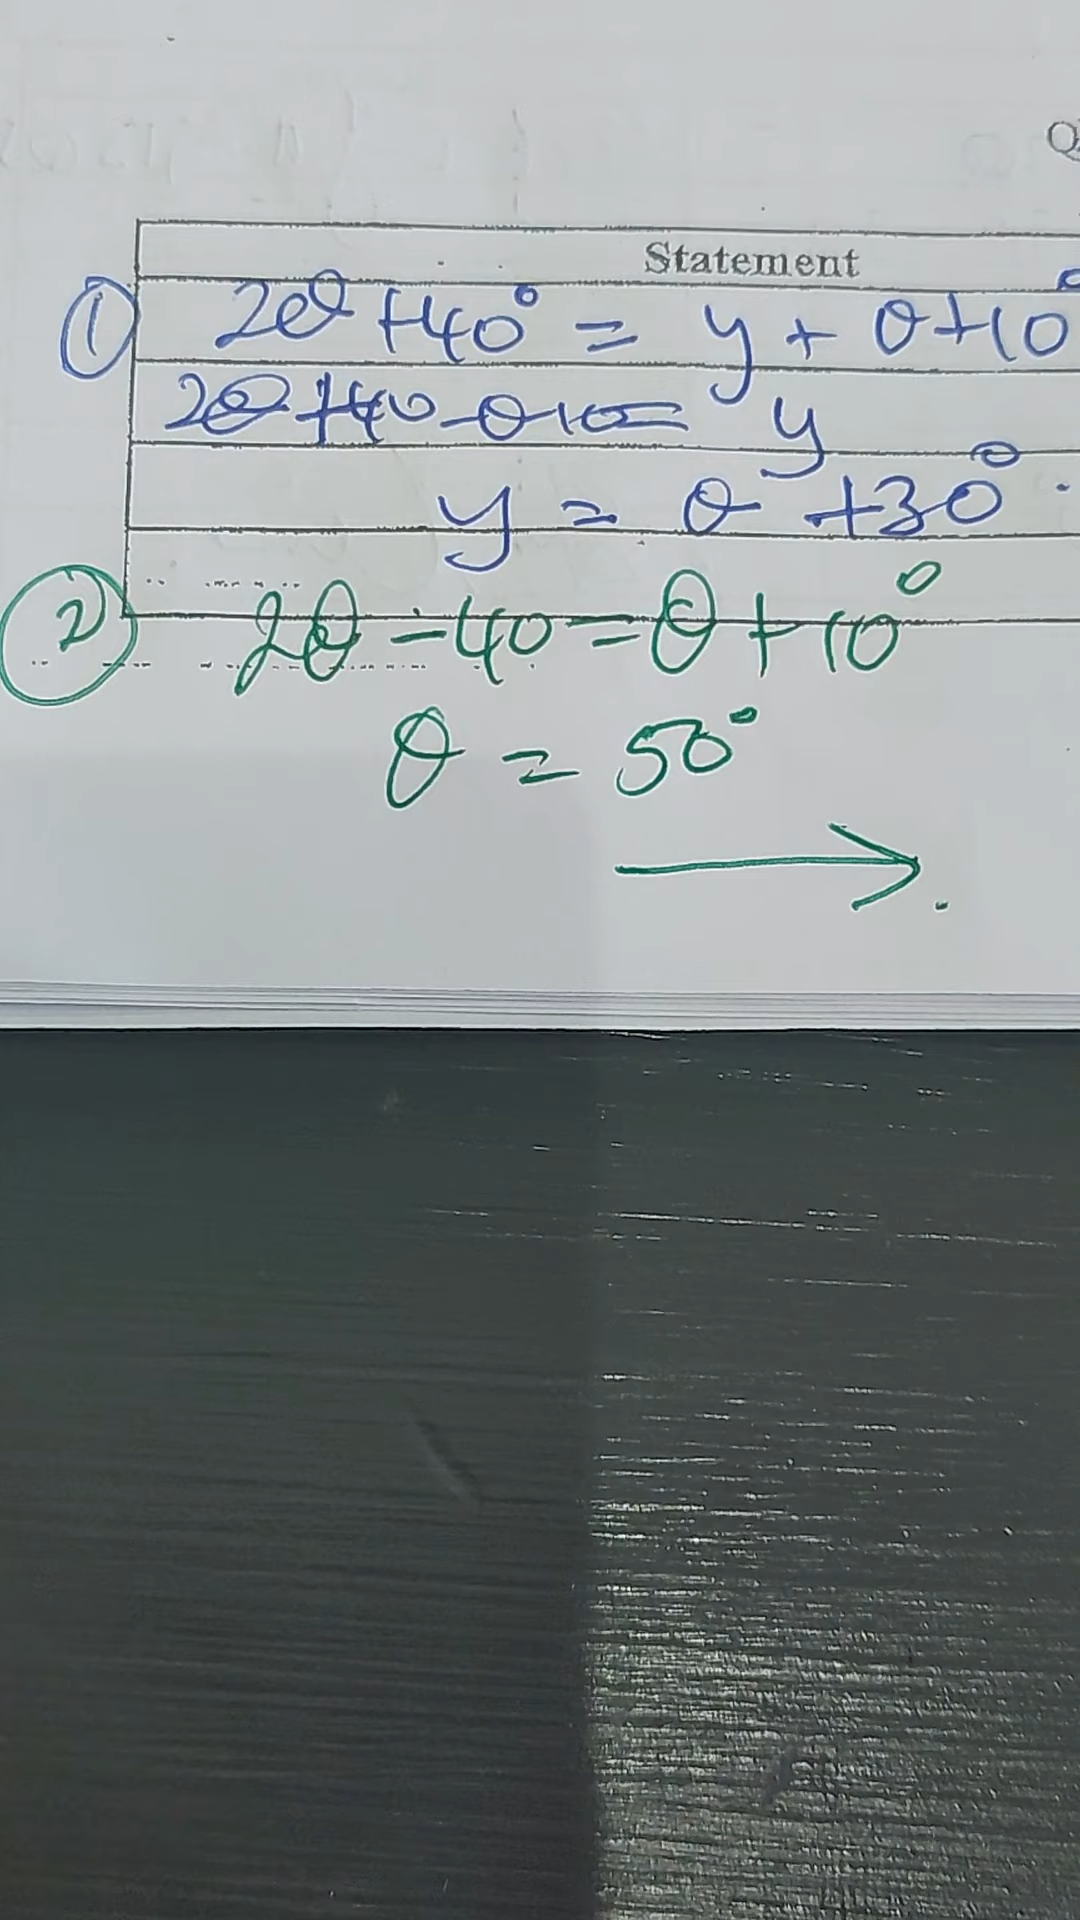 Q
Statement
① 2θ +40° = y + θ+10°
2θ +40 -θ-10= y
y = θ +30°.
② 2θ -40 = θ +10°
θ = 50°
→.